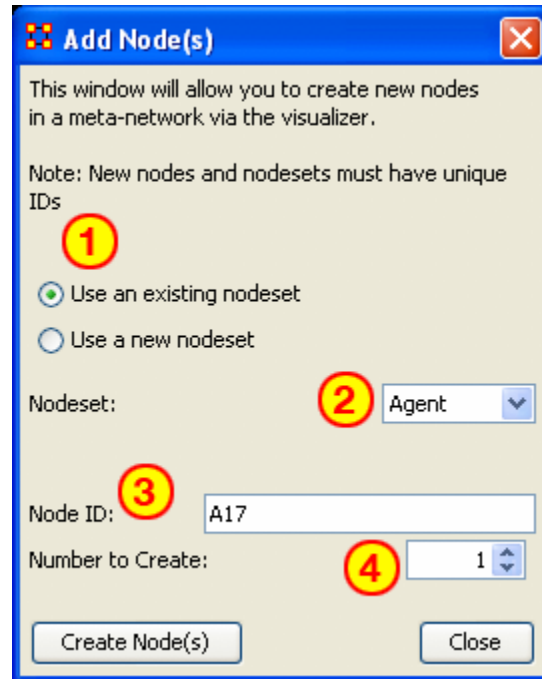 Add Node(s)
This window will allow you to create new nodes
in a meta-network via the visualizer.
Note: New nodes and nodesets must have unique
IDs
1
Use an existing nodeset
Use a new nodeset
Nodeset: 2 Agent
3
Node ID: A17
Number to Create: 4 1
Create Node(s) Close